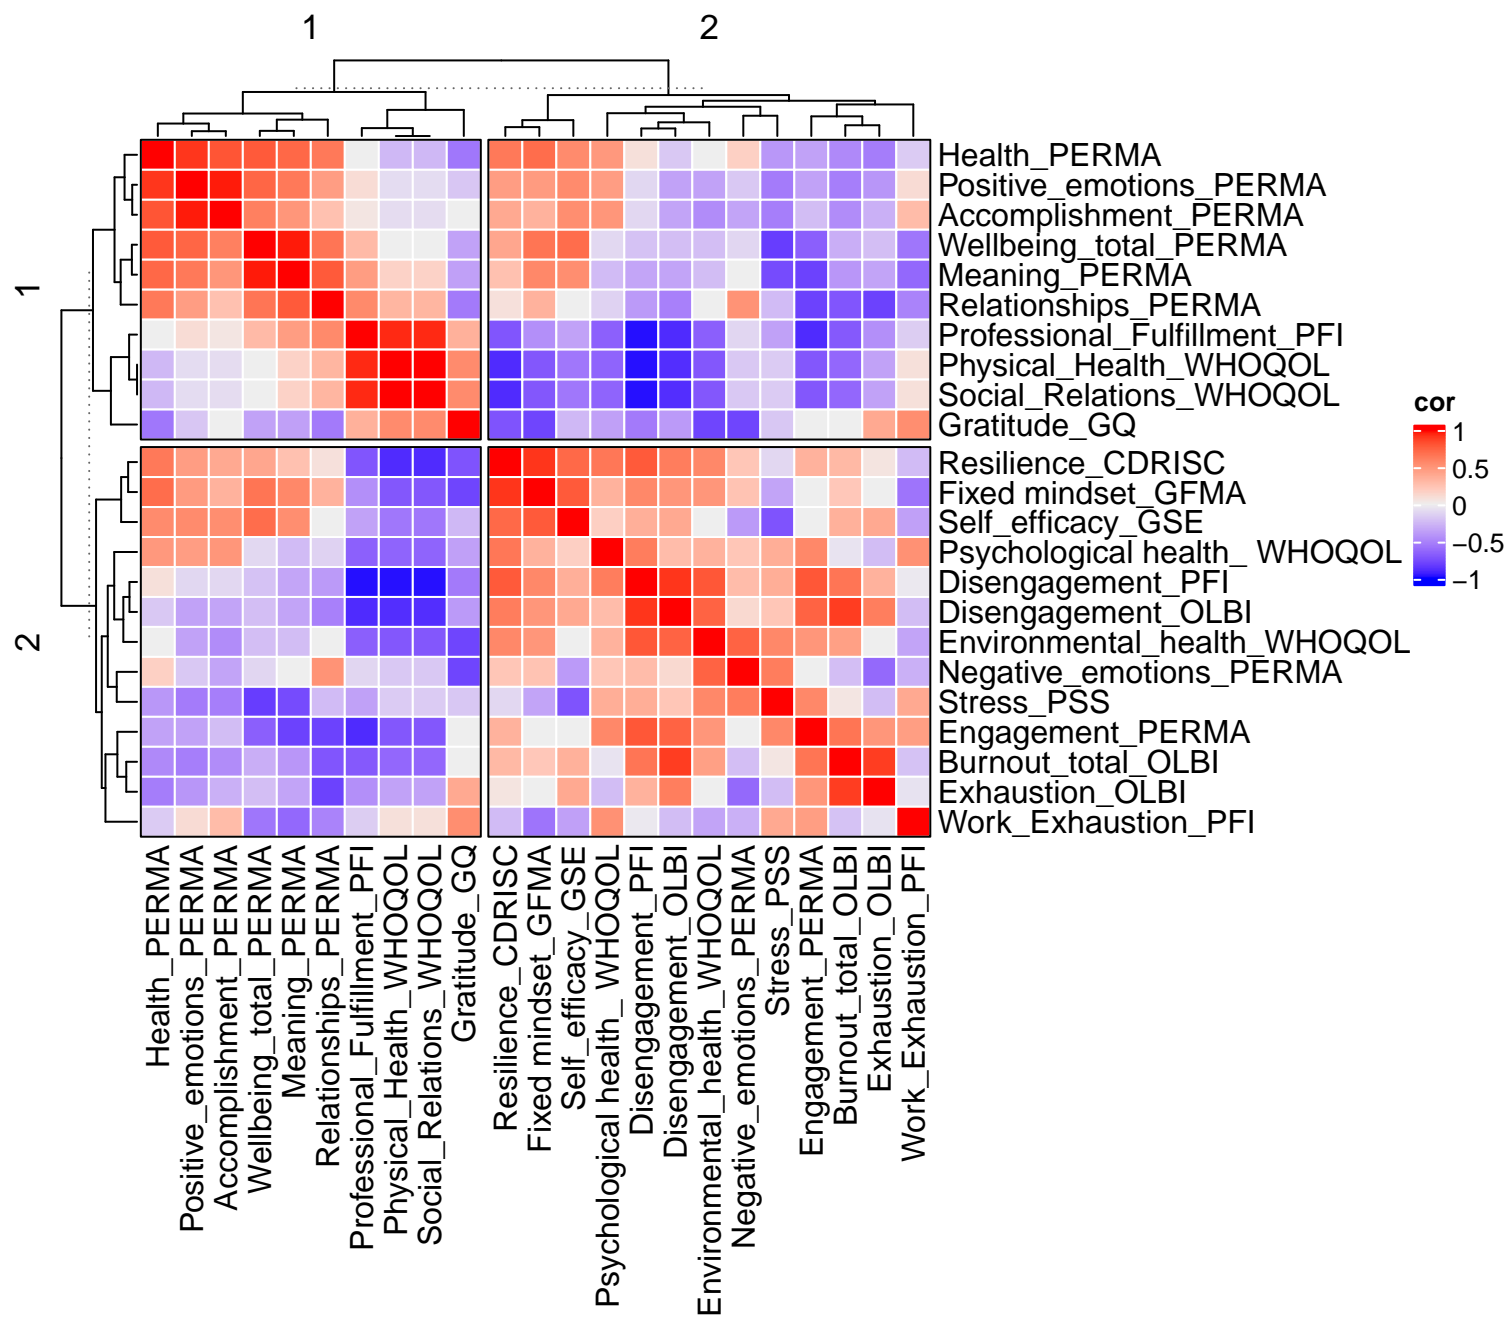 1
2
1
2
Health_PERMA
Positive_emotions_PERMA
Accomplishment_PERMA
Wellbeing_total_PERMA
Meaning_PERMA
Relationships_PERMA
Professional_Fulfillment_PFI
Physical_Health_WHOQOL
Social_Relations_WHOQOL
Gratitude_GQ
Resilience_CDRISC
Fixed mindset_GFMA
Self_efficacy_GSE
Psychological health_ WHOQOL
Disengagement_PFI
Disengagement_OLBI
Environmental_health_WHOQOL
Negative_emotions_PERMA
Stress_PSS
Engagement_PERMA
Burnout_total_OLBI
Exhaustion_OLBI
Work_Exhaustion_PFI
cor
1
0.5
0
−0.5
−1
Health_PERMA
Positive_emotions_PERMA
Accomplishment_PERMA
Wellbeing_total_PERMA
Meaning_PERMA
Relationships_PERMA
Professional_Fulfillment_PFI
Physical_Health_WHOQOL
Social_Relations_WHOQOL
Gratitude_GQ
Resilience_CDRISC
Fixed mindset_GFMA
Self_efficacy_GSE
Psychological health_ WHOQOL
Disengagement_PFI
Disengagement_OLBI
Environmental_health_WHOQOL
Negative_emotions_PERMA
Stress_PSS
Engagement_PERMA
Burnout_total_OLBI
Exhaustion_OLBI
Work_Exhaustion_PFI